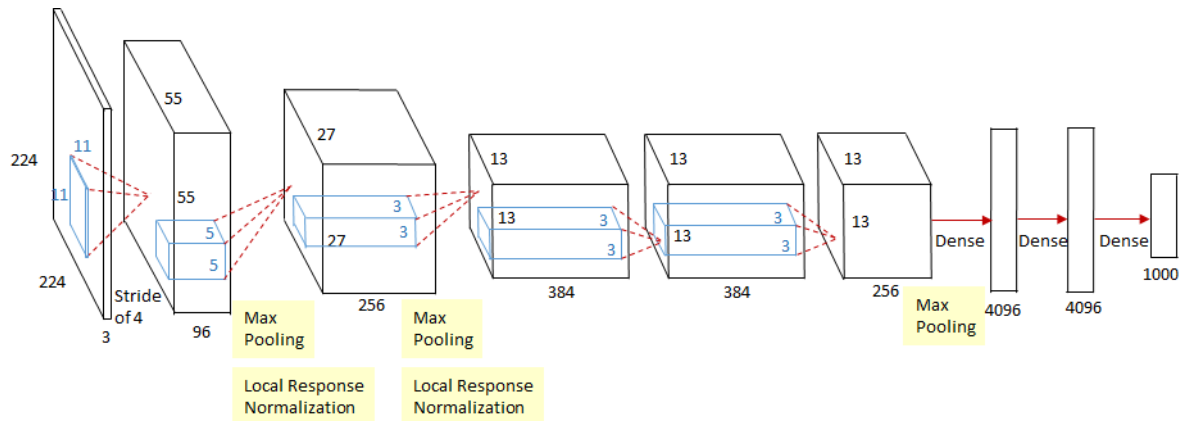 224
224
3
11
11
Stride
of 4
55
55
5
5
96
Max
Pooling
Local Response
Normalization
27
27
3
3
256
Max
Pooling
Local Response
Normalization
13
13
3
3
384
13
13
3
3
384
13
13
256
Dense
Max
Pooling
4096
Dense
4096
Dense
1000